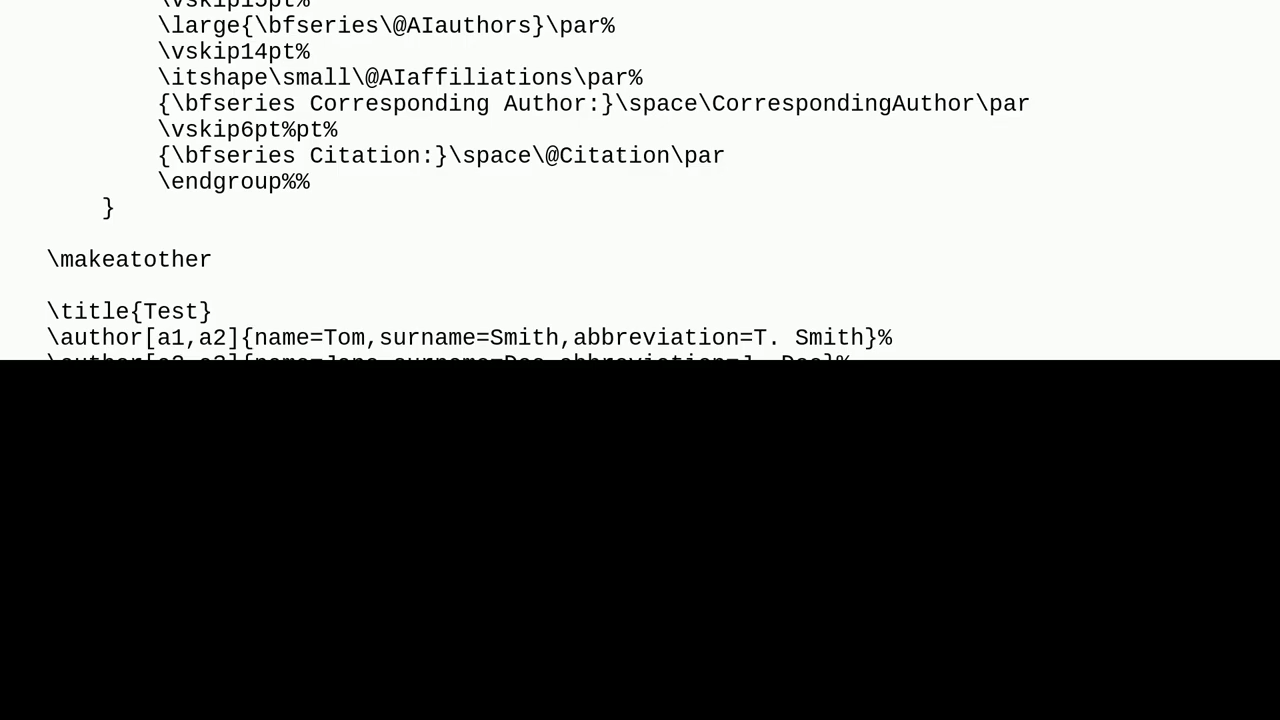 \vskip15pt%
\large{\bfseries\@AIauthors}\par%
\vskip14pt%
\itshape\small\@AIaffiliations\par%
{\bfseries Corresponding Author:}\space\CorrespondingAuthor\par
\vskip6pt%pt%
{\bfseries Citation:}\space\@Citation\par
\endgroup%%
}
\makeatother
\title{Test}
\author[a1,a2]{name=Tom,surname=Smith,abbreviation=T. Smith}%